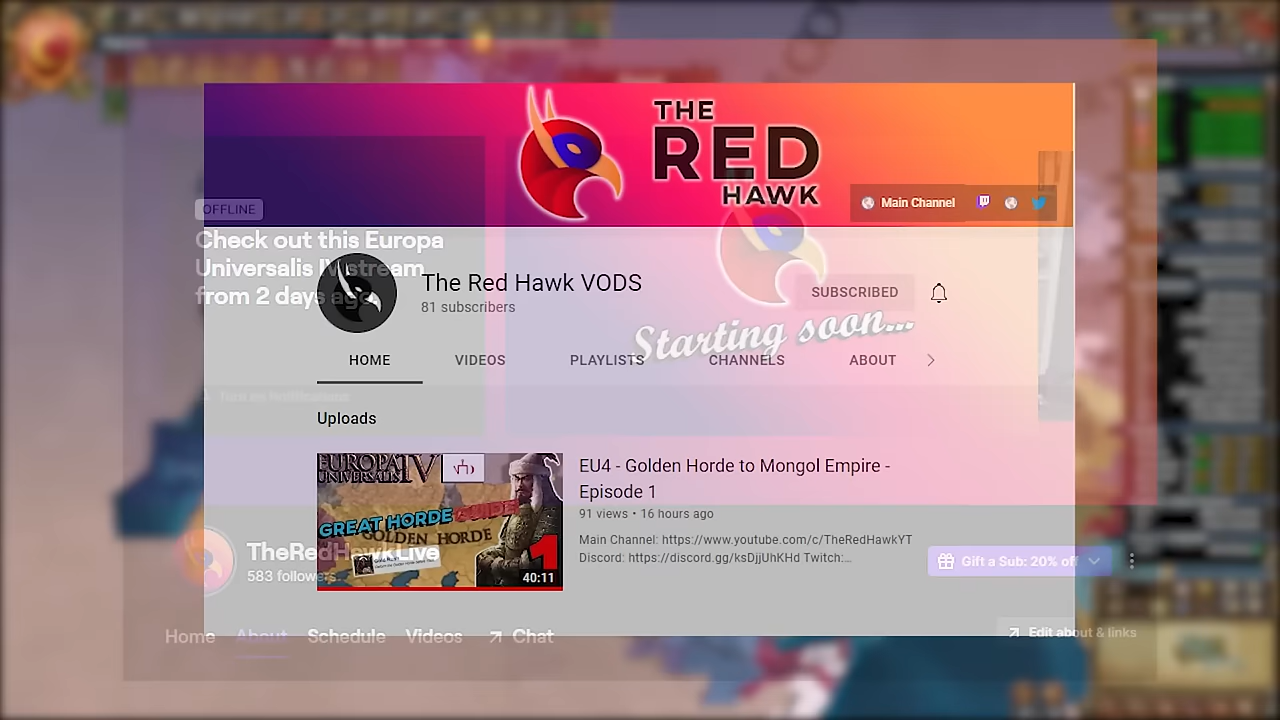 THE
RED
HAWK
Main Channel
OFFLINE
Check out this Europa
Universalis IV stream
from 2 days ago
The Red Hawk VODS
81 subscribers
SUBSCRIBED
Starting soon...
HOME VIDEOS PLAYLISTS CHANNELS ABOUT
Turn on Notifications
Uploads
EUROPA
UNIVERSALIS IV
GREAT HORDE GUIDE
GOLDEN HORDE
1
40:11
EU4 - Golden Horde to Mongol Empire -
Episode 1
91 views • 16 hours ago
Main Channel: https://www.youtube.com/c/TheRedHawkYT
Discord: https://discord.gg/ksDjjUhKHd Twitch:...
TheRedHawkLive
583 followers
Gift a Sub: 20% off
Home About Schedule Videos Chat
Edit about & links